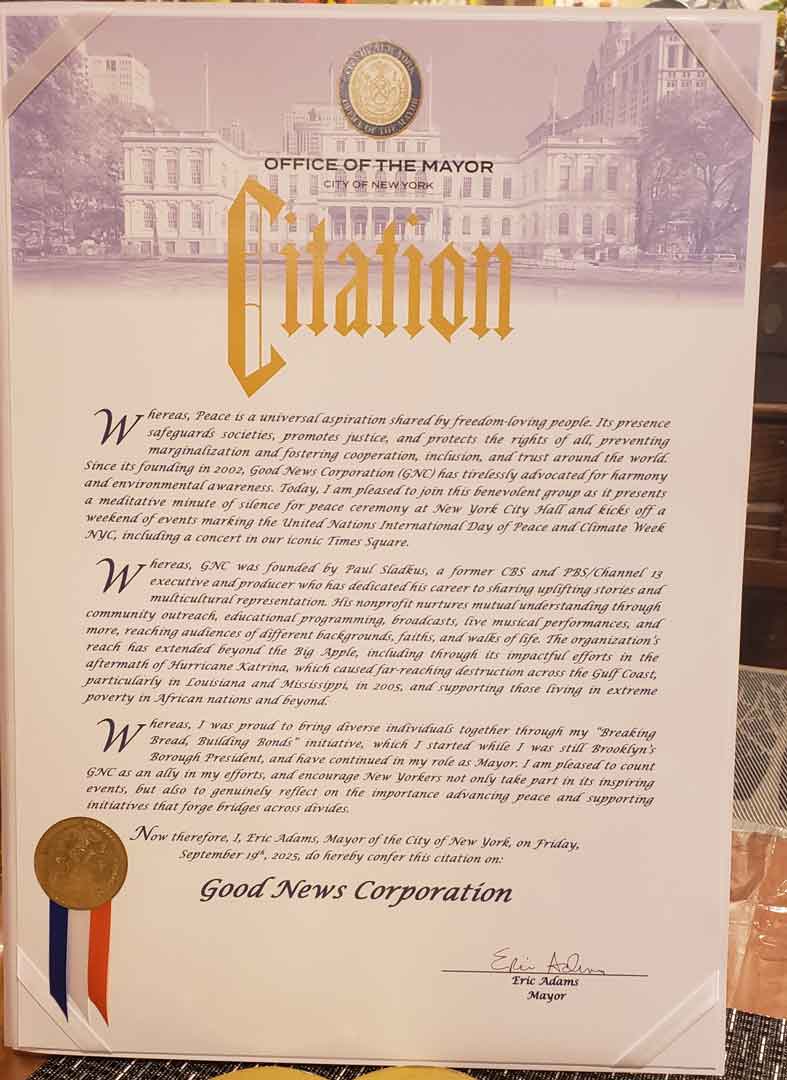 OFFICE OF THE MAYOR
CITY OF NEW YORK
Citation
Whereas, Peace is a universal aspiration shared by freedom-loving people. Its presence
safeguards societies, promotes justice, and protects the rights of all, preventing
marginalization and fostering cooperation, inclusion, and trust around the world.
Since its founding in 2002, Good News Corporation (GNC) has tirelessly advocated for harmony
and environmental awareness. Today, I am pleased to join this benevolent group as it presents
a meditative minute of silence for peace ceremony at New York City Hall and kicks off a
weekend of events marking the United Nations International Day of Peace and Climate Week
NYC, including a concert in our iconic Times Square.
Whereas, GNC was founded by Paul Sladkus, a former CBS and PBS/Channel 13
executive and producer who has dedicated his career to sharing uplifting stories and
multicultural representation. His nonprofit nurtures mutual understanding through
community outreach, educational programming, broadcasts, live musical performances, and
more, reaching audiences of different backgrounds, faiths, and walks of life. The organization's
reach has extended beyond the Big Apple, including through its impactful efforts in the
aftermath of Hurricane Katrina, which caused far-reaching destruction across the Gulf Coast,
particularly in Louisiana and Mississippi, in 2005, and supporting those living in extreme
poverty in African nations and beyond.
Whereas, I was proud to bring diverse individuals together through my "Breaking
Bread, Building Bonds" initiative, which I started while I was still Brooklyn's
Borough President, and have continued in my role as Mayor. I am pleased to count
GNC as an ally in my efforts, and encourage New Yorkers not only take part in its inspiring
events, but also to genuinely reflect on the importance advancing peace and supporting
initiatives that forge bridges across divides.
Now therefore, I, Eric Adams, Mayor of the City of New York, on Friday,
September 19th, 2025, do hereby confer this citation on:
Good News Corporation
Eric Adams
Eric Adams
Mayor